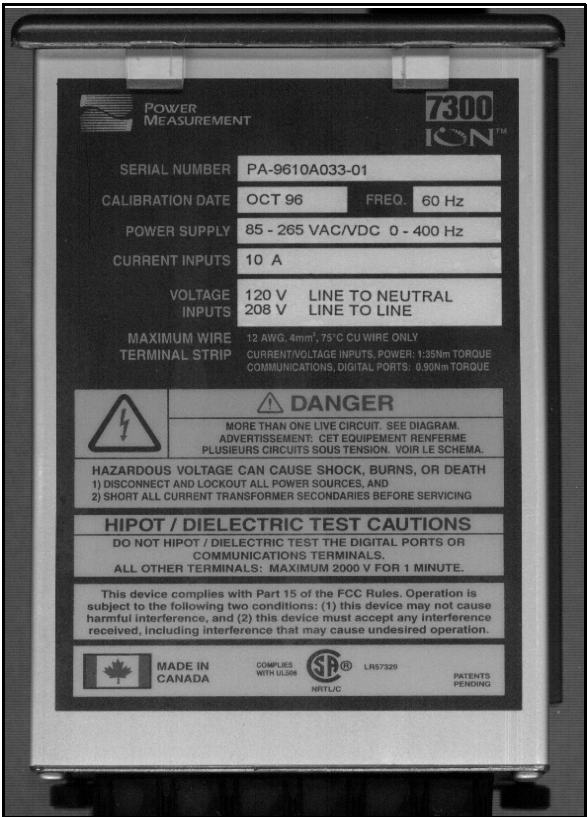 POWER
MEASUREMENT
7300
ION™
SERIAL NUMBER PA-9610A033-01
CALIBRATION DATE OCT 96 FREQ. 60 Hz
POWER SUPPLY 85 - 265 VAC/VDC 0 - 400 Hz
CURRENT INPUTS 10 A
VOLTAGE INPUTS 120 V LINE TO NEUTRAL
208 V LINE TO LINE
MAXIMUM WIRE 12 AWG, 4mm², 75°C CU WIRE ONLY
TERMINAL STRIP CURRENT/VOLTAGE INPUTS, POWER: 1:35Nm TORQUE
COMMUNICATIONS, DIGITAL PORTS: 0.90Nm TORQUE
⚠ DANGER
MORE THAN ONE LIVE CIRCUIT. SEE DIAGRAM.
ADVERTISSEMENT: CET EQUIPEMENT RENFERME
PLUSIEURS CIRCUITS SOUS TENSION. VOIR LE SCHEMA.
HAZARDOUS VOLTAGE CAN CAUSE SHOCK, BURNS, OR DEATH
1) DISCONNECT AND LOCKOUT ALL POWER SOURCES, AND
2) SHORT ALL CURRENT TRANSFORMER SECONDARIES BEFORE SERVICING
HIPOT / DIELECTRIC TEST CAUTIONS
DO NOT HIPOT / DIELECTRIC TEST THE DIGITAL PORTS OR
COMMUNICATIONS TERMINALS.
ALL OTHER TERMINALS: MAXIMUM 2000 V FOR 1 MINUTE.
This device complies with Part 15 of the FCC Rules. Operation is
subject to the following two conditions: (1) this device may not cause
harmful interference, and (2) this device must accept any interference
received, including interference that may cause undesired operation.
MADE IN
CANADA
COMPLIES
WITH UL508
SA®
NRTL/C
LR57329
PATENTS
PENDING